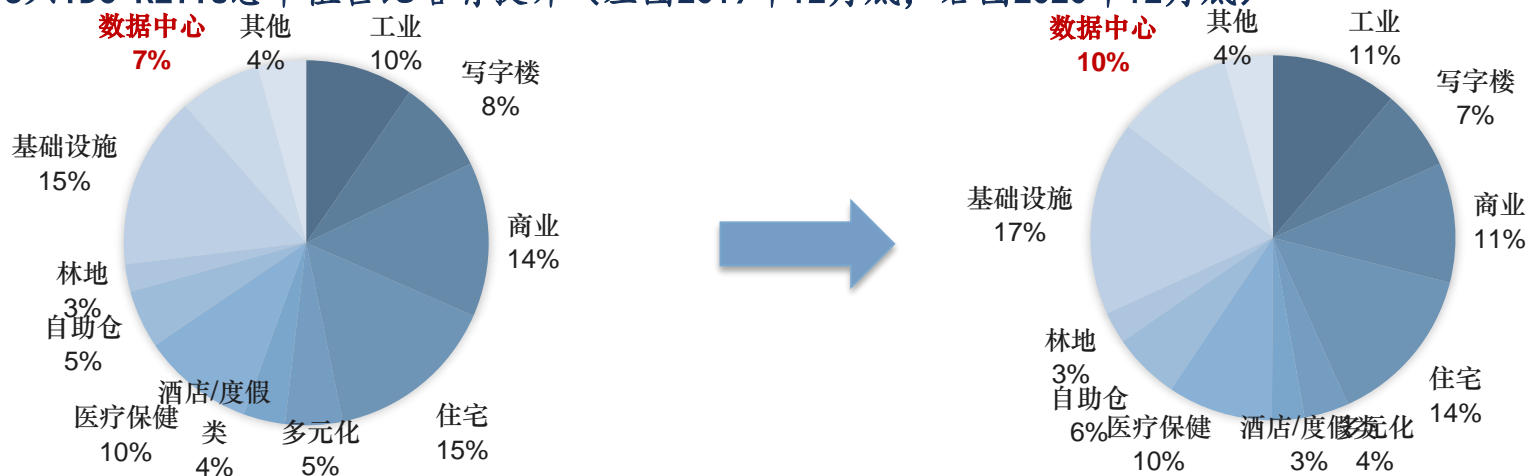 数据中心
7%
其他
4%
工业
10%
写字楼
8%
商业
14%
住宅
15%
多元化
5%
酒店/度假
类
4%
医疗保健
10%
自助仓
5%
林地
3%
基础设施
15%
数据中心
10%
其他
4%
工业
11%
写字楼
7%
商业
11%
住宅
14%
多元化
4%
酒店/度假类
3%
医疗保健
10%
自助仓
6%
林地
3%
基础设施
17%